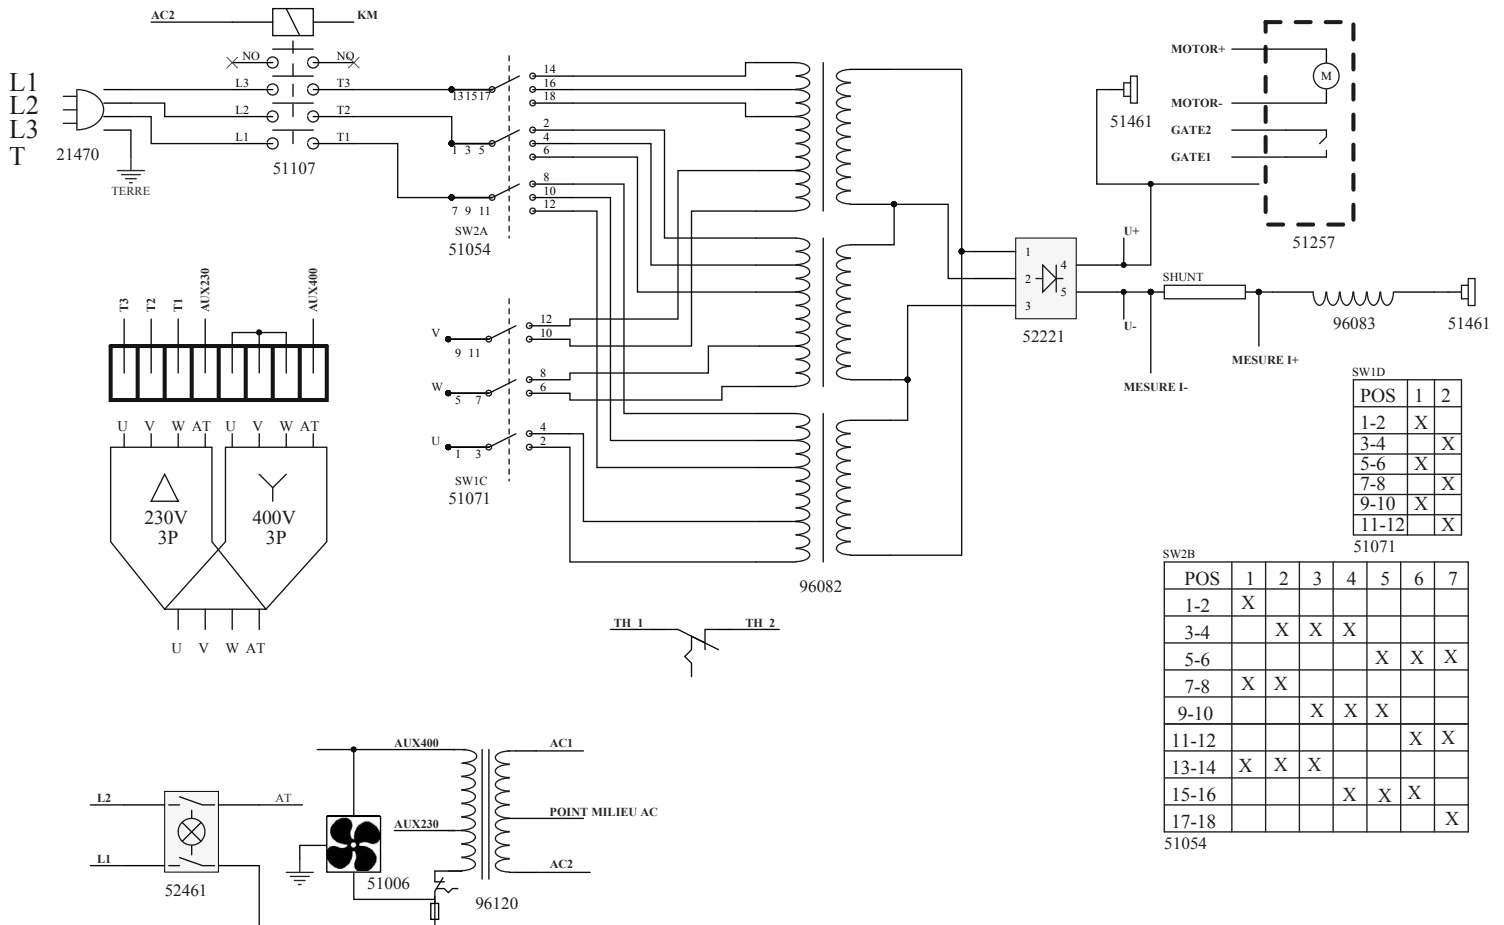 AC2 KM
NO NO
L1
L2
L3
T
21470
TERRE
L3 T3
L2 T2
L1 T1
51107
13 15 17
14
16
18
1 3 5
2
4
6
7 9 11
8
10
12
SW2A
51054
V
9 11
12
10
W
5 7
8
6
U
1 3
4
2
SW1C
51071
96082
1
2
3
4
5
52221
U+
U-
51461
MOTOR+
M
MOTOR-
GATE2
GATE1
51257
SHUNT
96083
51461
MESURE I+
MESURE I-
T3 T2 T1 AUX230 AUX400
U V W AT U V W AT
230V
3P
400V
3P
U V W AT
TH_1 TH_2
L2 AT
L1
52461
AUX400
AUX230
51006
96120
AC1
POINT MILIEU AC
AC2
SW1D
POS 1 2
1-2 X
3-4 X
5-6 X
7-8 X
9-10 X
11-12 X
51071
SW2B
POS 1 2 3 4 5 6 7
1-2 X
3-4 X X X
5-6 X X X
7-8 X X
9-10 X X X
11-12 X X
13-14 X X X
15-16 X X X
17-18 X
51054